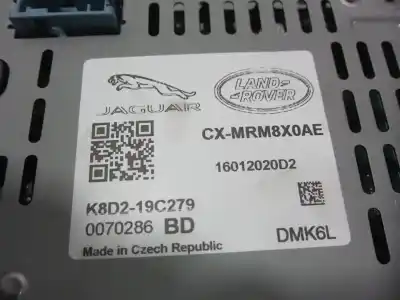 JAGUAR
LAND-
ROVER
CX-MRM8X0AE
16012020D2
K8D2-19C279
0070286 BD
DMK6L
Made in Czech Republic